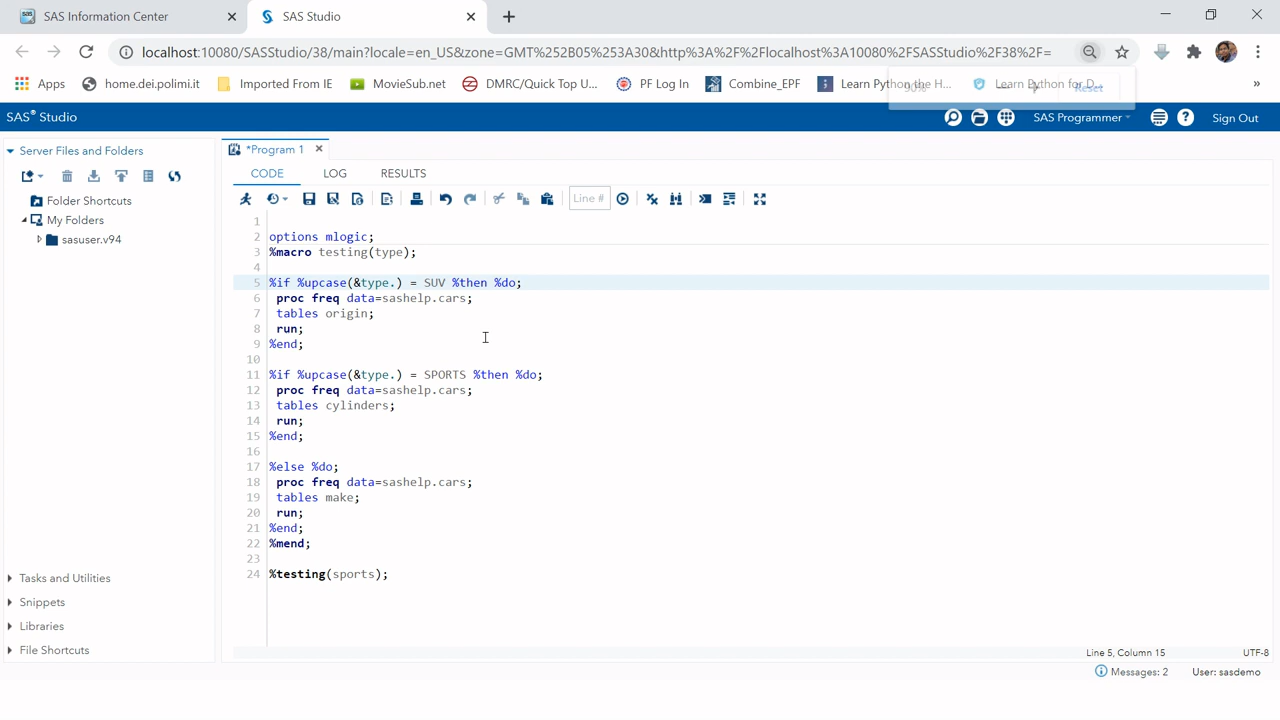 SAS Information Center
SAS Studio
localhost:10080/SASStudio/38/main?locale=en_US&zone=GMT%252B05%253A30&http%3A%2F%2Flocalhost%3A10080%2FSASStudio%2F38%2F=
Apps home.dei.polimi.it Imported From IE MovieSub.net DMRC/Quick Top U... PF Log In Combine_EPF Learn Python ne H... Learn Python for D...
90% Reset
SAS® Studio
SAS Programmer
Sign Out
Server Files and Folders
Folder Shortcuts
My Folders
sasuser.v94
Tasks and Utilities
Snippets
Libraries
File Shortcuts
*Program 1
CODE LOG RESULTS
Line #
1
2 options mlogic;
3 %macro testing(type);
4
5 %if %upcase(&type.) = SUV %then %do;
6 proc freq data=sashelp.cars;
7 tables origin;
8 run;
9 %end;
10
11 %if %upcase(&type.) = SPORTS %then %do;
12 proc freq data=sashelp.cars;
13 tables cylinders;
14 run;
15 %end;
16
17 %else %do;
18 proc freq data=sashelp.cars;
19 tables make;
20 run;
21 %end;
22 %mend;
23
24 %testing(sports);
Line 5, Column 15 UTF-8
Messages: 2 User: sasdemo